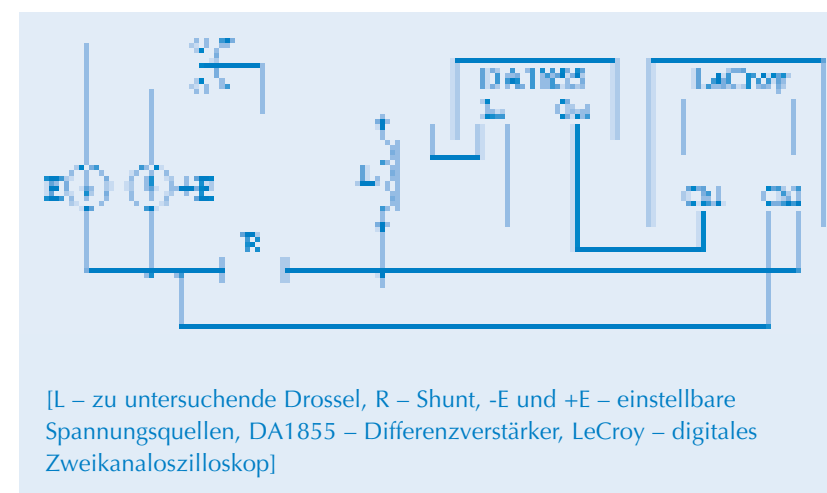 DA1855
LeCroy
L
R
[L – zu untersuchende Drossel, R – Shunt, -E und +E – einstellbare
Spannungsquellen, DA1855 – Differenzverstärker, LeCroy – digitales
Zweikanaloszilloskop]